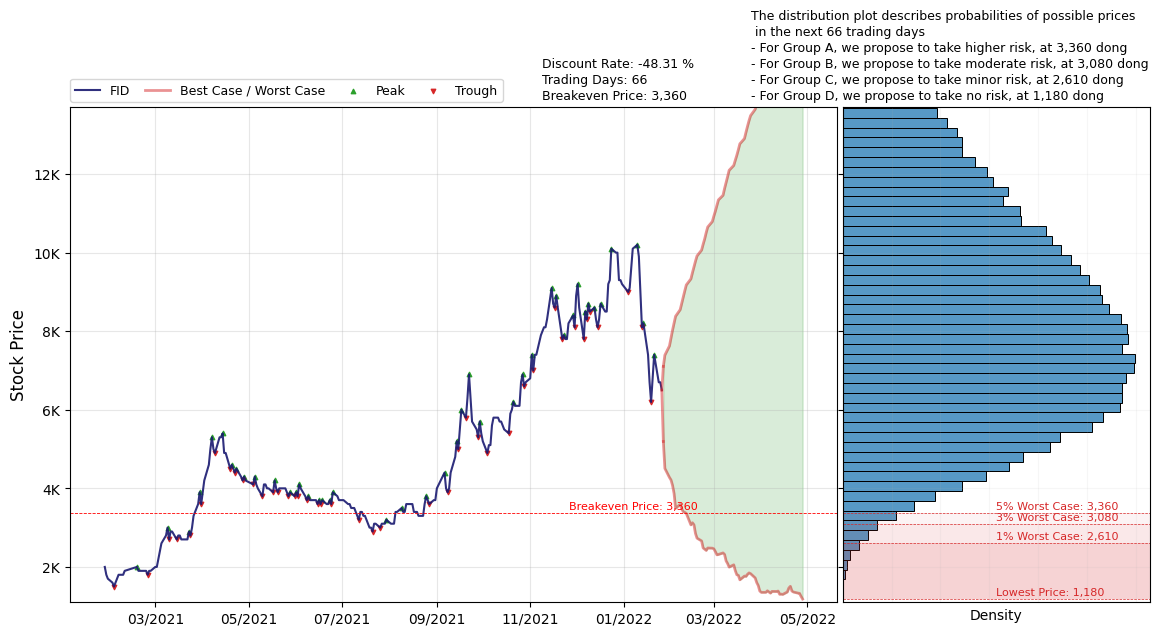 The distribution plot describes probabilities of possible prices
in the next 66 trading days
- For Group A, we propose to take higher risk, at 3,360 dong
- For Group B, we propose to take moderate risk, at 3,080 dong
- For Group C, we propose to take minor risk, at 2,610 dong
- For Group D, we propose to take no risk, at 1,180 dong
Discount Rate: -48.31 %
Trading Days: 66
Breakeven Price: 3,360
FID
Best Case / Worst Case
Peak
Trough
Stock Price
12K
10K
8K
6K
4K
2K
Breakeven Price: 3,360
03/2021
05/2021
07/2021
09/2021
11/2021
01/2022
03/2022
05/2022
5% Worst Case: 3,360
3% Worst Case: 3,080
1% Worst Case: 2,610
Lowest Price: 1,180
Density